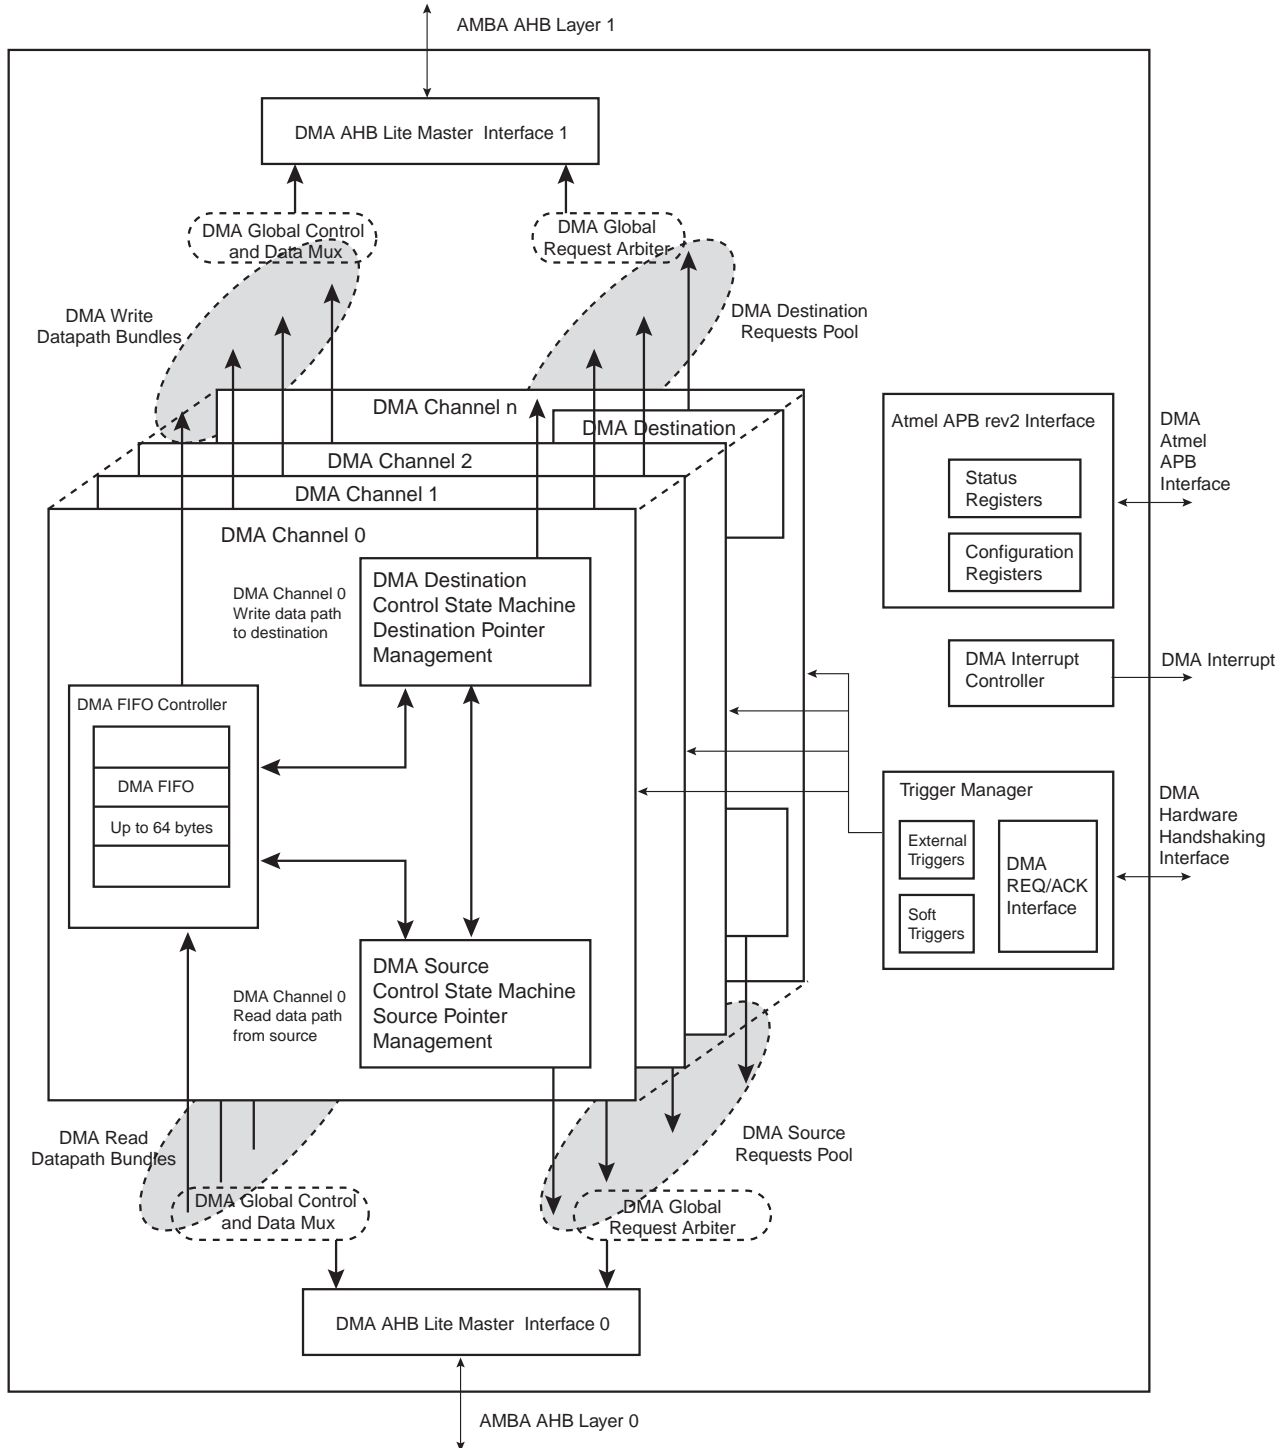 AMBA AHB Layer 1
DMA AHB Lite Master Interface 1
DMA Global Control
and Data Mux
DMA Global
Request Arbiter
DMA Write
Datapath Bundles
DMA Destination
Requests Pool
DMA Channel n
DMA Destination
DMA Channel 2
DMA Channel 1
DMA Channel 0
Atmel APB rev2 Interface
Status
Registers
Configuration
Registers
DMA
Atmel
APB
Interface
DMA Channel 0
Write data path
to destination
DMA Destination
Control State Machine
Destination Pointer
Management
DMA Interrupt
Controller
DMA Interrupt
DMA FIFO Controller
DMA FIFO
Up to 64 bytes
Trigger Manager
External
Triggers
Soft
Triggers
DMA
REQ/ACK
Interface
DMA
Hardware
Handshaking
Interface
DMA Channel 0
Read data path
from source
DMA Source
Control State Machine
Source Pointer
Management
DMA Read
Datapath Bundles
DMA Source
Requests Pool
DMA Global Control
and Data Mux
DMA Global
Request Arbiter
DMA AHB Lite Master Interface 0
AMBA AHB Layer 0